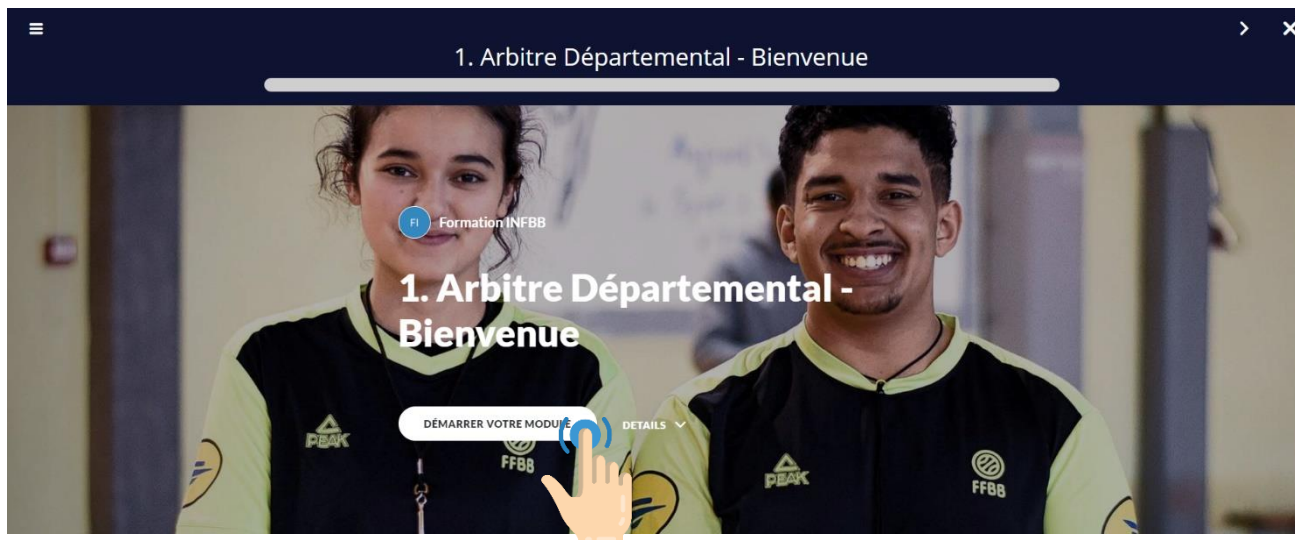 1. Arbitre Départemental - Bienvenue
FI Formation INFBB
1. Arbitre Départemental -
Bienvenue
DÉMARRER VOTRE MODULE
DETAILS
PEAK
FFBB
PEAK
FFBB